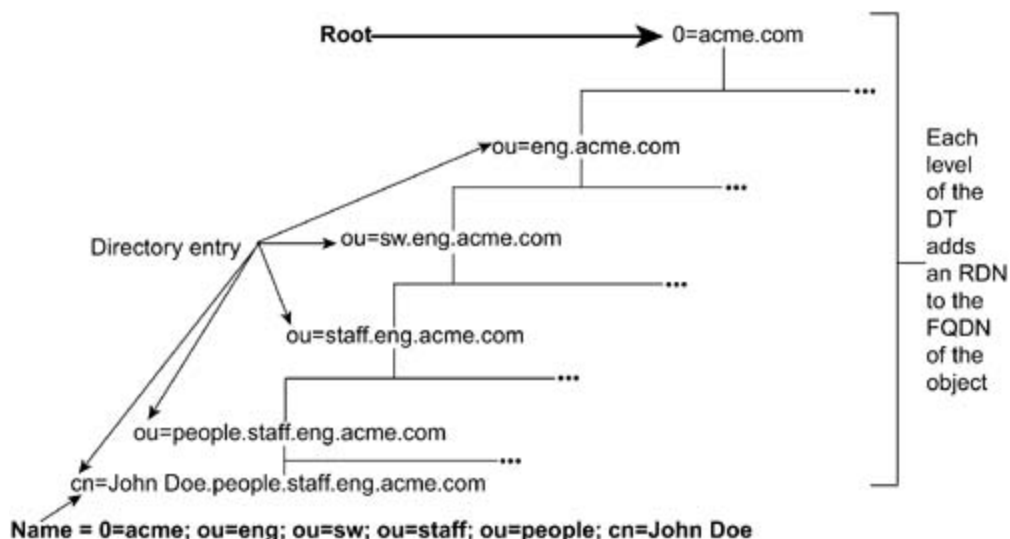 Root
0=acme.com
...
ou=eng.acme.com
...
Directory entry
ou=sw.eng.acme.com
...
ou=staff.eng.acme.com
...
ou=people.staff.eng.acme.com
...
cn=John Doe.people.staff.eng.acme.com
Name = 0=acme; ou=eng; ou=sw; ou=staff; ou=people; cn=John Doe
Each
level
of the
DT
adds
an RDN
to the
FQDN
of the
object